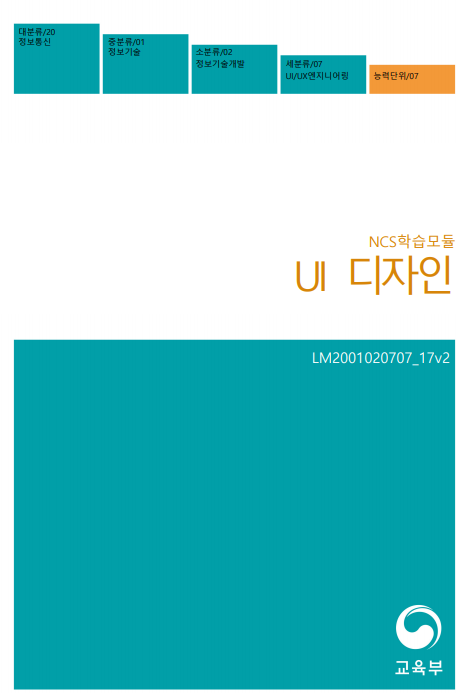 대분류/20
정보통신
중분류/01
정보기술
소분류/02
정보기술개발
세분류/07
UI/UX엔지니어링
능력단위/07
NCS학습모듈
UI 디자인
LM2001020707_17v2
교육부